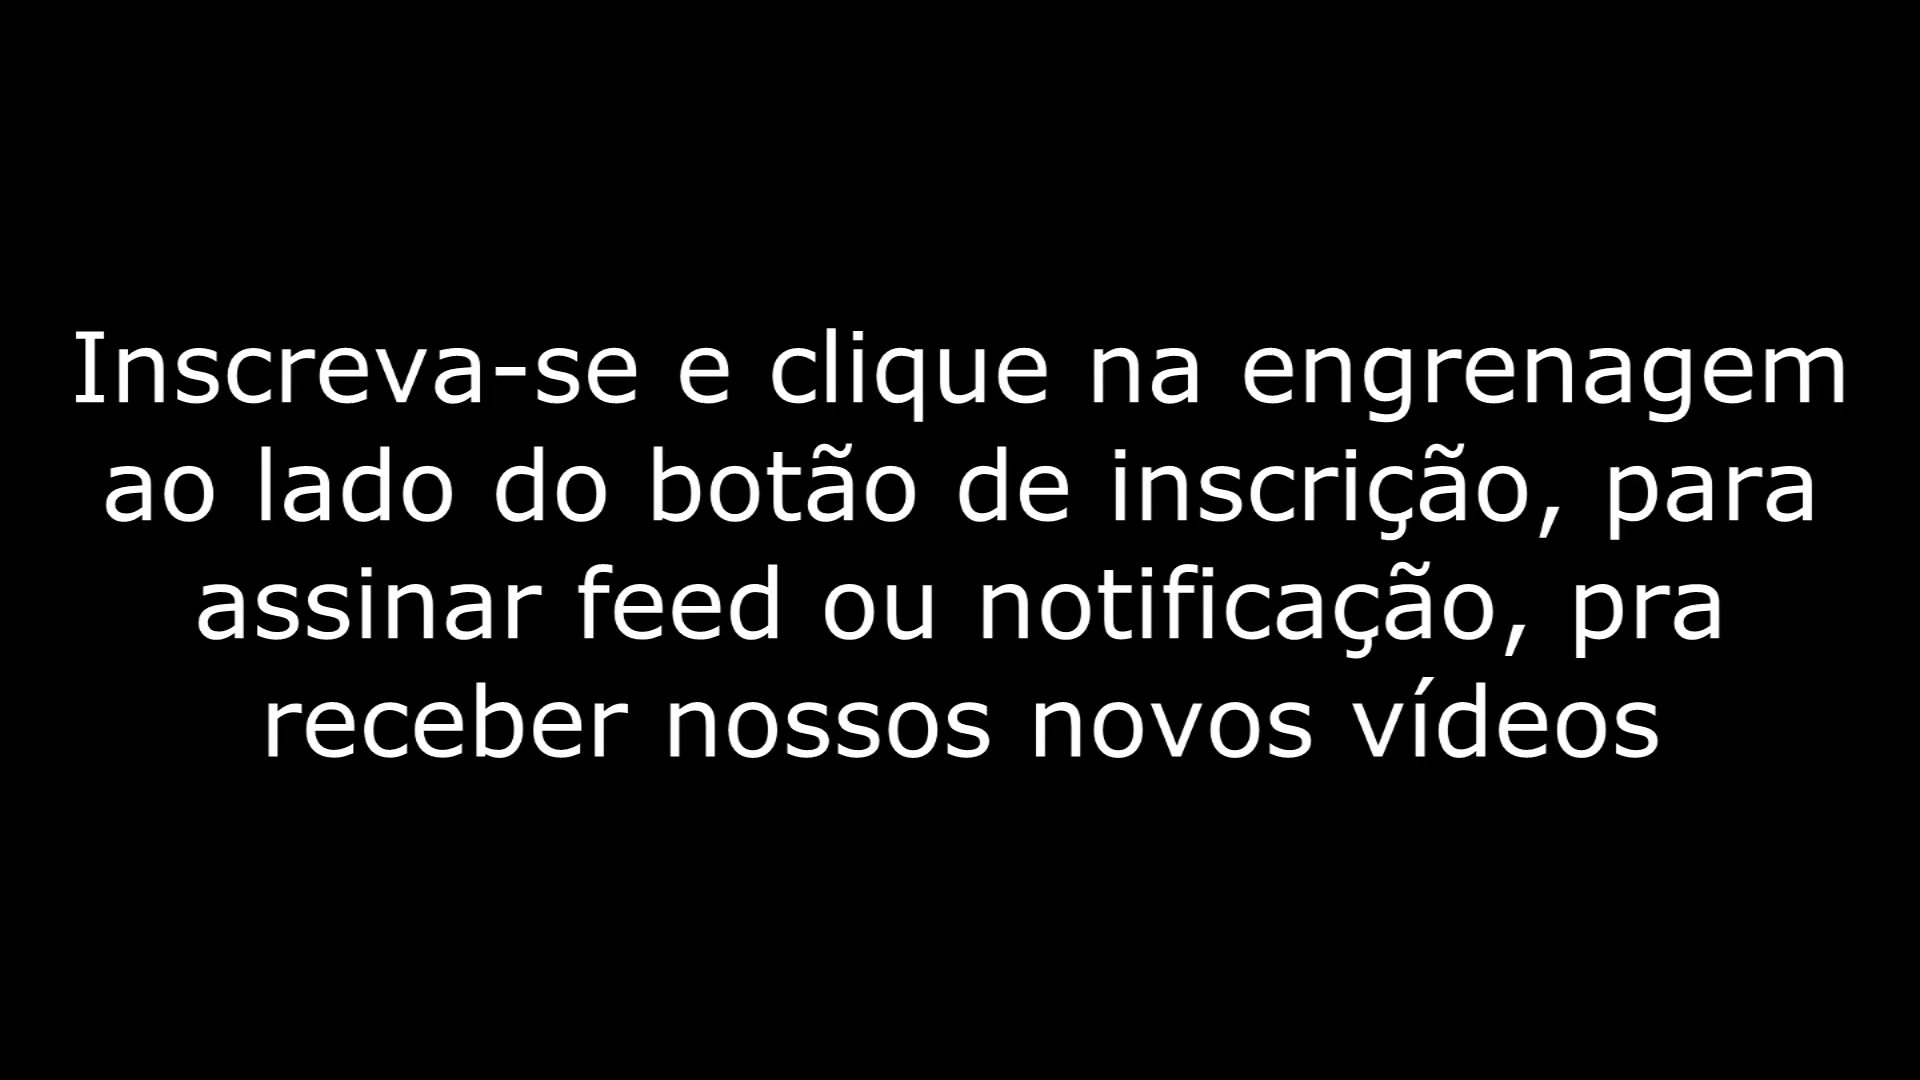 Inscreva-se e clique na engrenagem
ao lado do botão de inscrição, para
assinar feed ou notificação, pra
receber nossos novos vídeos